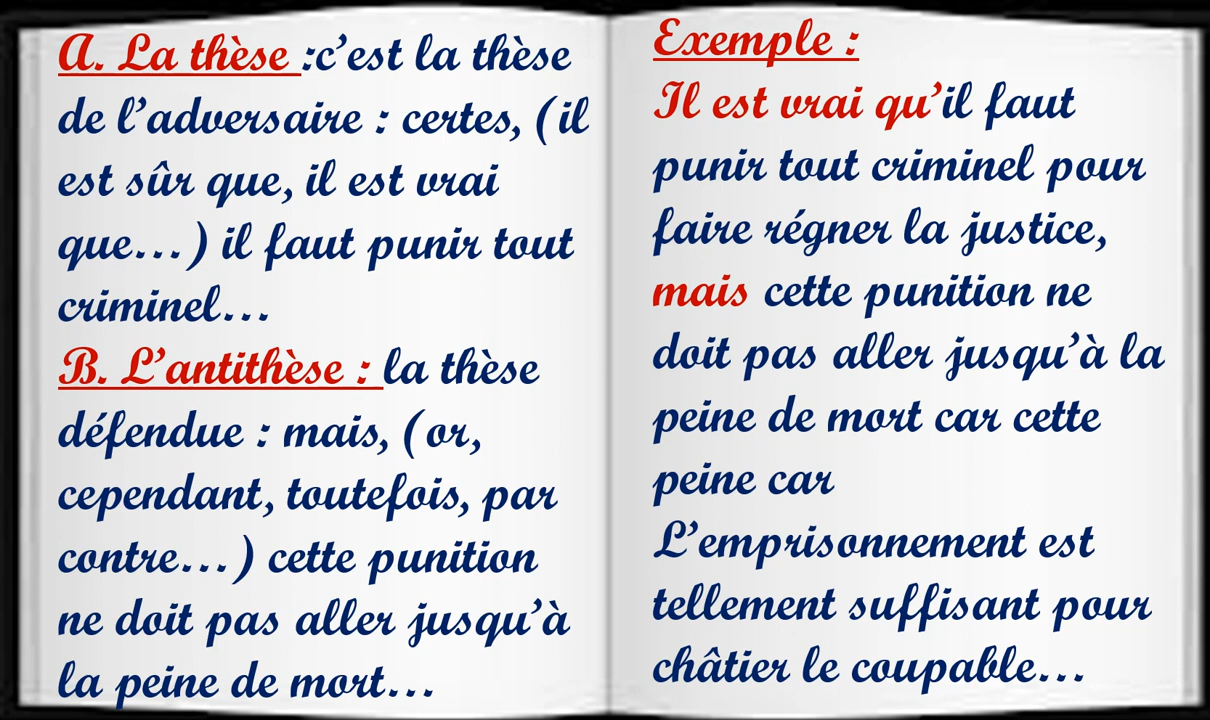 A. La thèse :c’est la thèse
de l’adversaire : certes, (il
est sûr que, il est vrai
que…) il faut punir tout
criminel…
B. L’antithèse : la thèse
défendue : mais, (or,
cependant, toutefois, par
contre…) cette punition
ne doit pas aller jusqu’à
la peine de mort…
Exemple :
Il est vrai qu’il faut
punir tout criminel pour
faire régner la justice,
mais cette punition ne
doit pas aller jusqu’à la
peine de mort car cette
peine car
L’emprisonnement est
tellement suffisant pour
châtier le coupable…